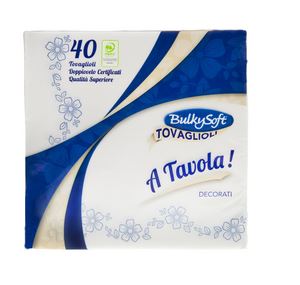 40
Tovaglioli
Doppiovelo Certificati
Qualità Superiore
BulkySoft
TOVAGLIOLI
A Tavola!
DECORATI